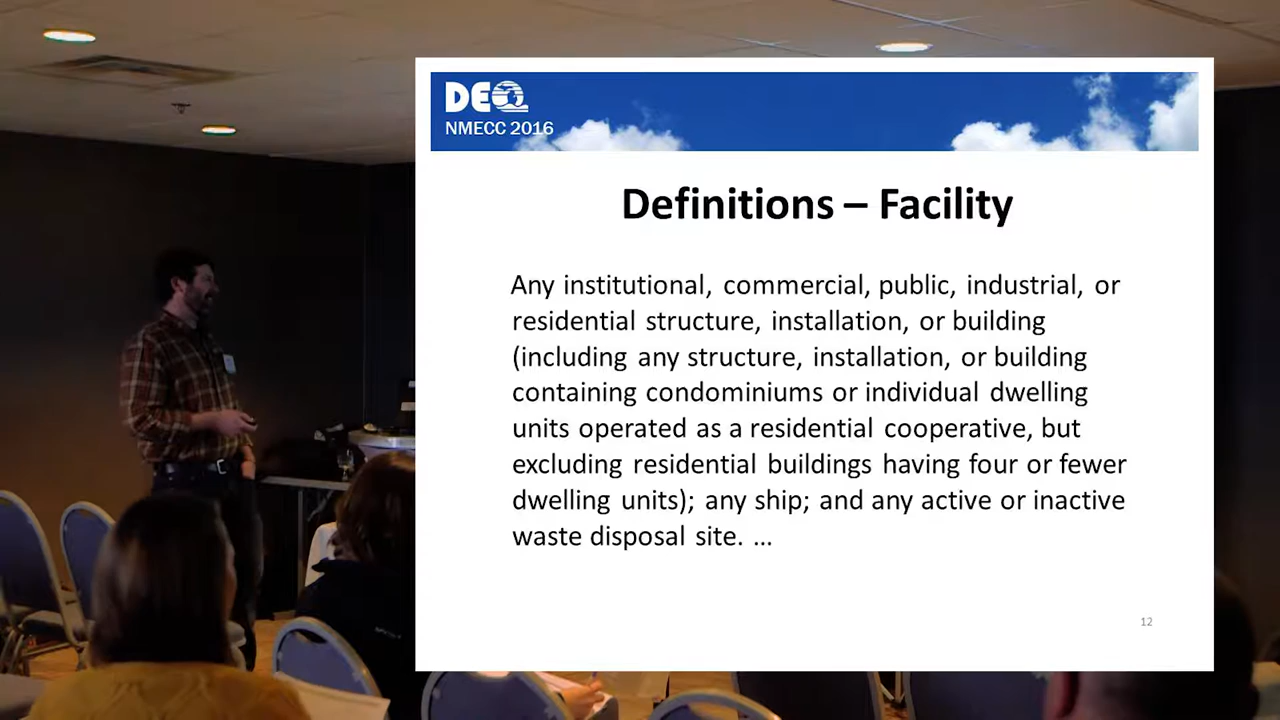 DEQ
NMECC 2016
Definitions – Facility
Any institutional, commercial, public, industrial, or
residential structure, installation, or building
(including any structure, installation, or building
containing condominiums or individual dwelling
units operated as a residential cooperative, but
excluding residential buildings having four or fewer
dwelling units); any ship; and any active or inactive
waste disposal site. ...
12